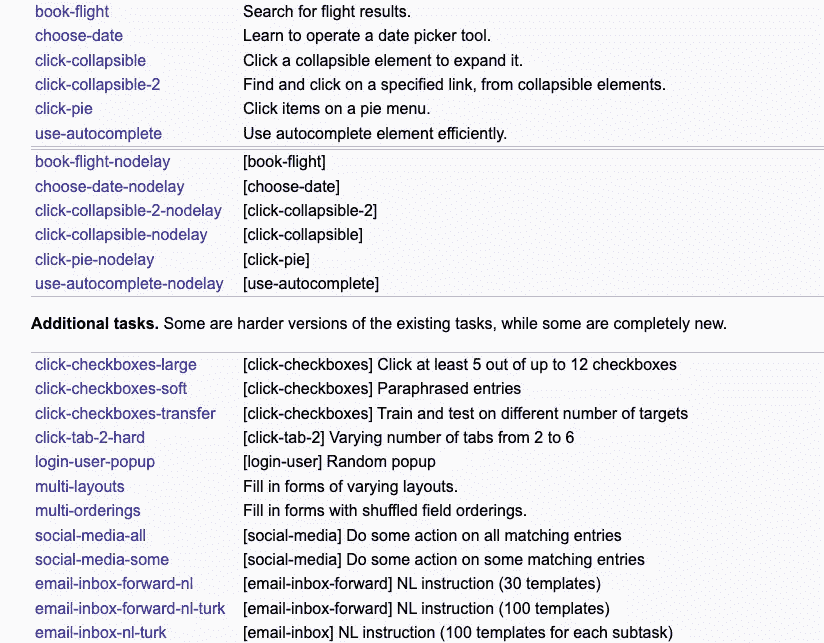 book-flight Search for flight results.
choose-date Learn to operate a date picker tool.
click-collapsible Click a collapsible element to expand it.
click-collapsible-2 Find and click on a specified link, from collapsible elements.
click-pie Click items on a pie menu.
use-autocomplete Use autocomplete element efficiently.
book-flight-nodelay [book-flight]
choose-date-nodelay [choose-date]
click-collapsible-2-nodelay [click-collapsible-2]
click-collapsible-nodelay [click-collapsible]
click-pie-nodelay [click-pie]
use-autocomplete-nodelay [use-autocomplete]
Additional tasks. Some are harder versions of the existing tasks, while some are completely new.
click-checkboxes-large [click-checkboxes] Click at least 5 out of up to 12 checkboxes
click-checkboxes-soft [click-checkboxes] Paraphrased entries
click-checkboxes-transfer [click-checkboxes] Train and test on different number of targets
click-tab-2-hard [click-tab-2] Varying number of tabs from 2 to 6
login-user-popup [login-user] Random popup
multi-layouts Fill in forms of varying layouts.
multi-orderings Fill in forms with shuffled field orderings.
social-media-all [social-media] Do some action on all matching entries
social-media-some [social-media] Do some action on some matching entries
email-inbox-forward-nl [email-inbox-forward] NL instruction (30 templates)
email-inbox-forward-nl-turk [email-inbox-forward] NL instruction (100 templates)
email-inbox-nl-turk [email-inbox] NL instruction (100 templates for each subtask)